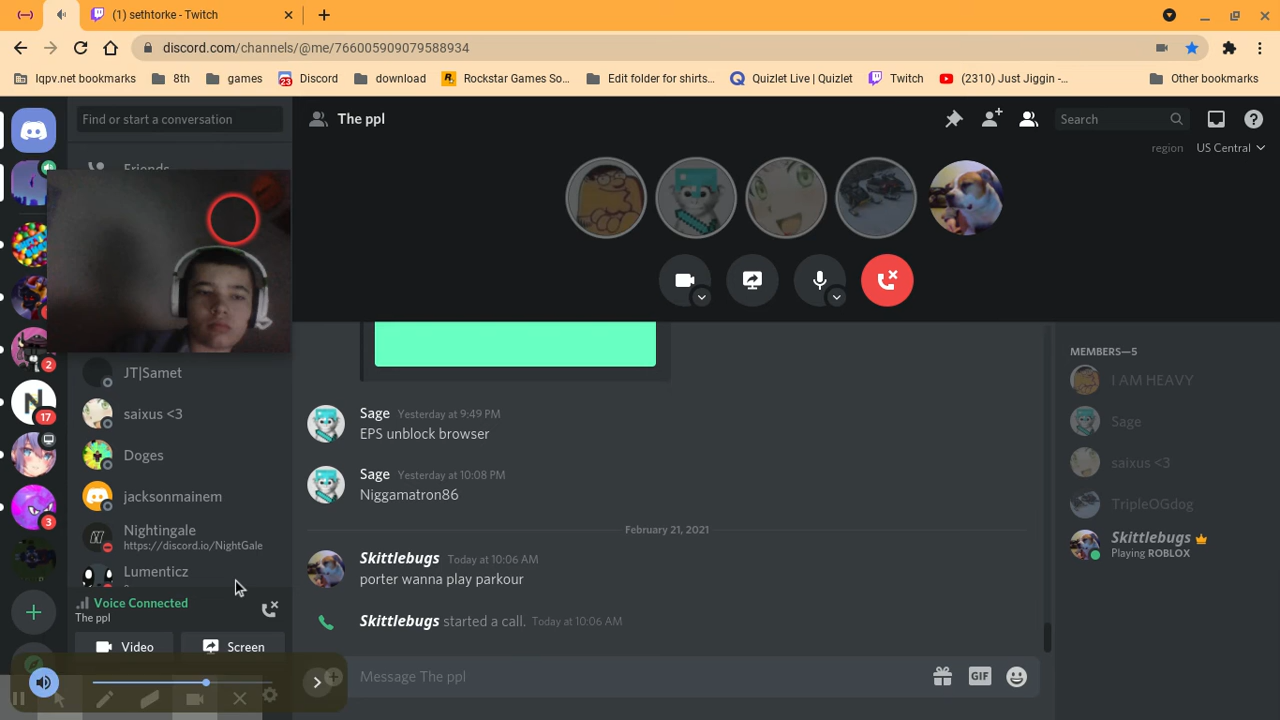 (1) sethtorke - Twitch
discord.com/channels/@me/766005909079588934
lqpv.net bookmarks
8th
games
23
Discord
download
Rockstar Games So...
Edit folder for shirts...
Quizlet Live | Quizlet
Twitch
(2310) Just Jiggin -...
Other bookmarks
Find or start a conversation
The ppl
Search
region
US Central
Friends
2
17
3
JT|Samet
saixus <3
Doges
jacksonmainem
Nightingale
https://discord.io/NightGale
Lumenticz
Voice Connected
The ppl
Video
Screen
Sage Yesterday at 9:49 PM
EPS unblock browser
Sage Yesterday at 10:08 PM
Niggamatron86
February 21, 2021
Skittlebugs Today at 10:06 AM
porter wanna play parkour
Skittlebugs started a call. Today at 10:06 AM
Message The ppl
GIF
MEMBERS—5
I AM HEAVY
Sage
saixus <3
TripleOGdog
Skittlebugs
Playing ROBLOX